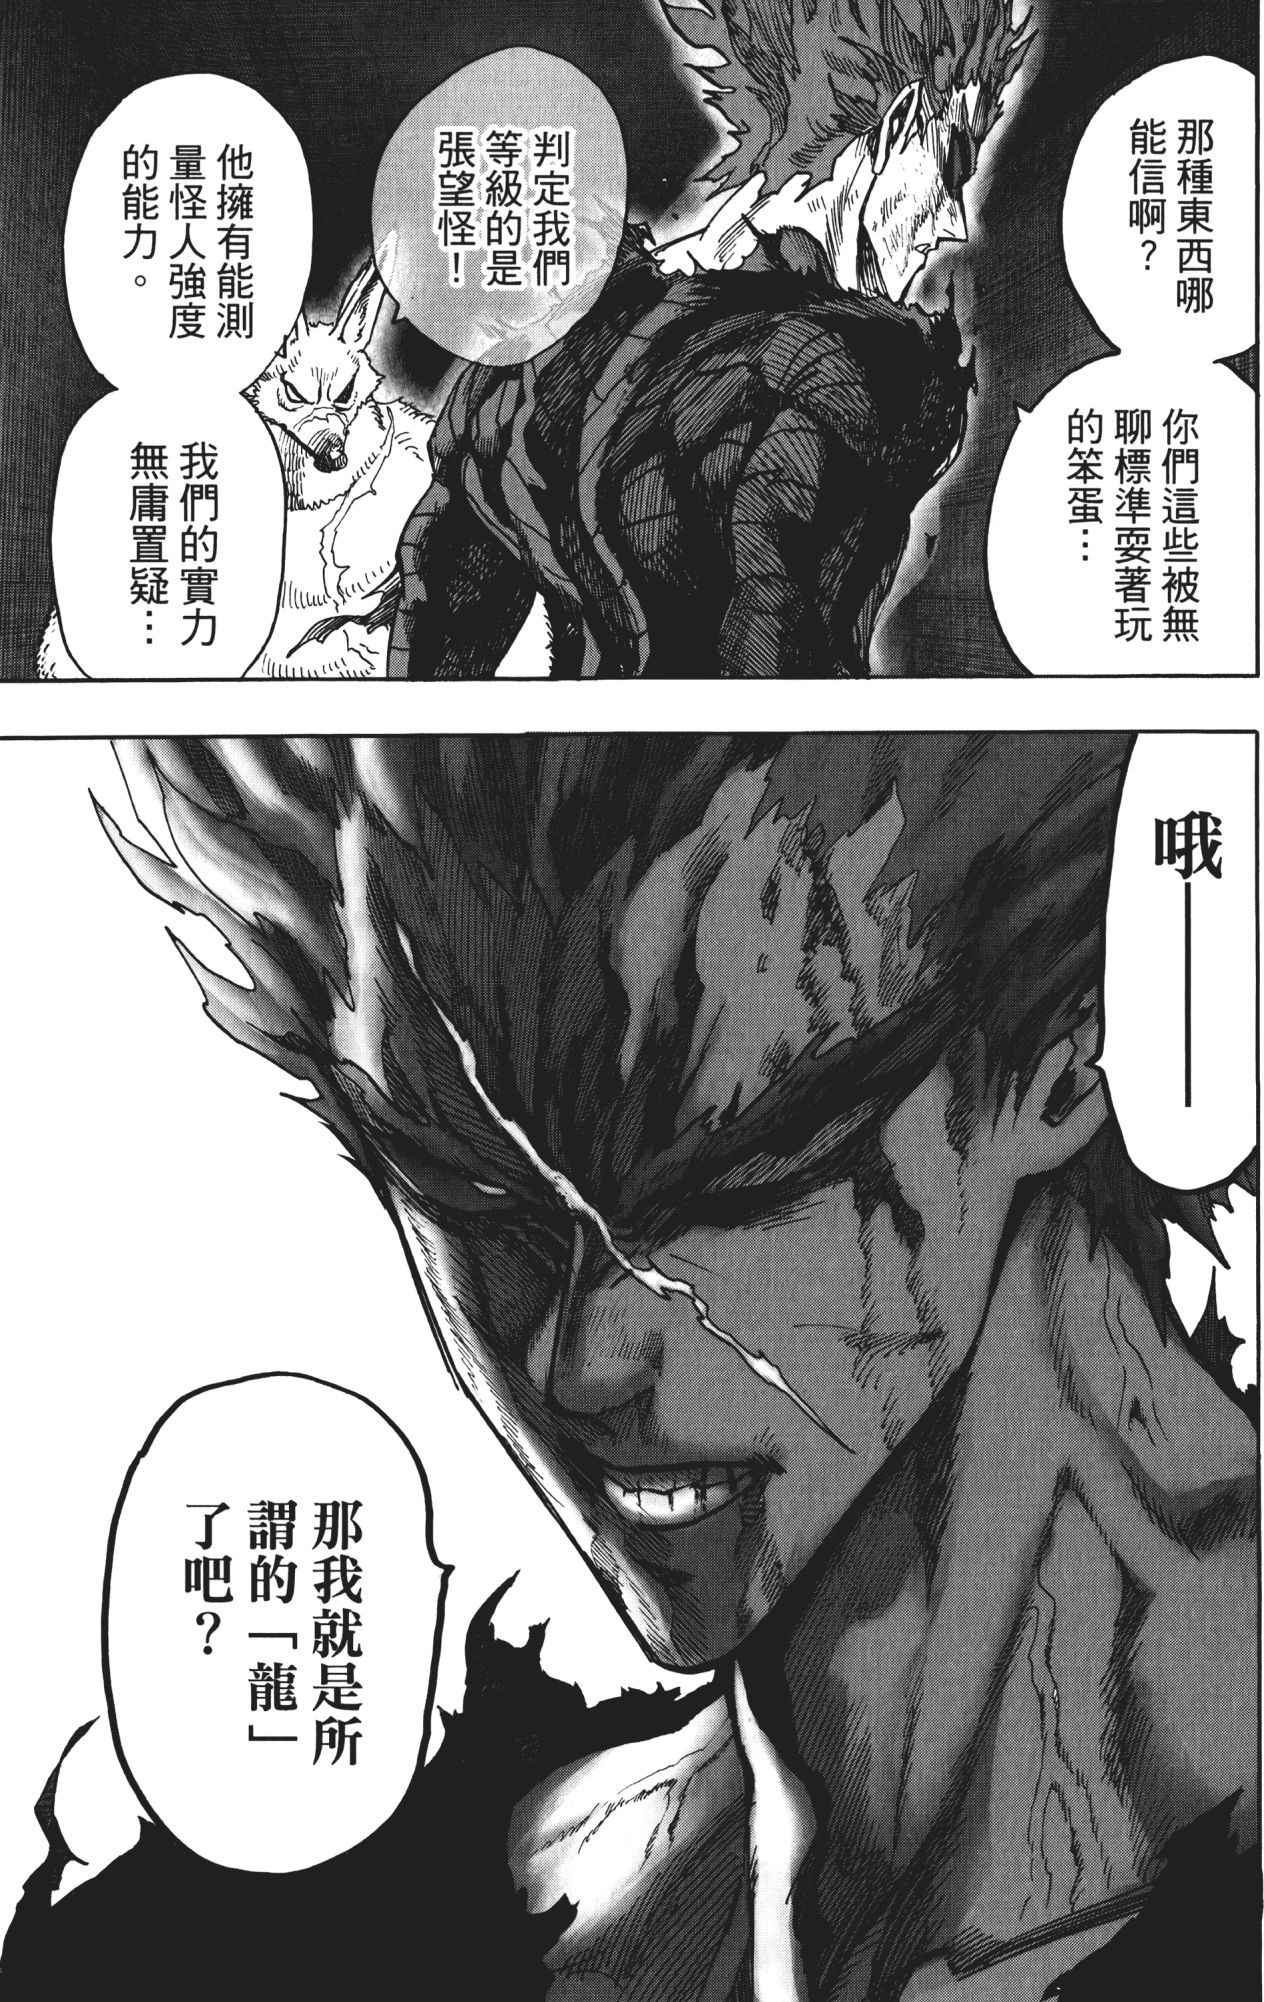 那種東西哪
能信啊？
你們這些被無
聊標準耍著玩
的笨蛋…
判定我們
等級的是
張望怪！
他擁有能測
量怪人強度
的能力。
我們的實力
無庸置疑…
哦——
那我就是所
謂的「龍」
了吧？